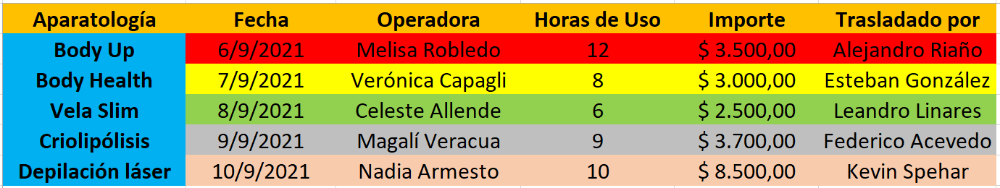 Aparatología Fecha Operadora Horas de Uso Importe Trasladado por
Body Up 6/9/2021 Melisa Robledo 12 $ 3.500,00 Alejandro Riaño
Body Health 7/9/2021 Verónica Capagli 8 $ 3.000,00 Esteban González
Vela Slim 8/9/2021 Celeste Allende 6 $ 2.500,00 Leandro Linares
Criolipólisis 9/9/2021 Magalí Veracua 9 $ 3.700,00 Federico Acevedo
Depilación láser 10/9/2021 Nadia Armesto 10 $ 8.500,00 Kevin Spehar